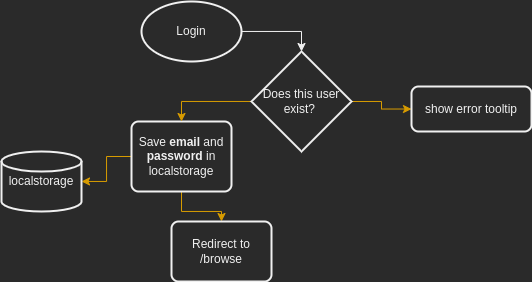 Login
Does this user
exist?
show error tooltip
Save email and
password in
localstorage
localstorage
Redirect to
/browse